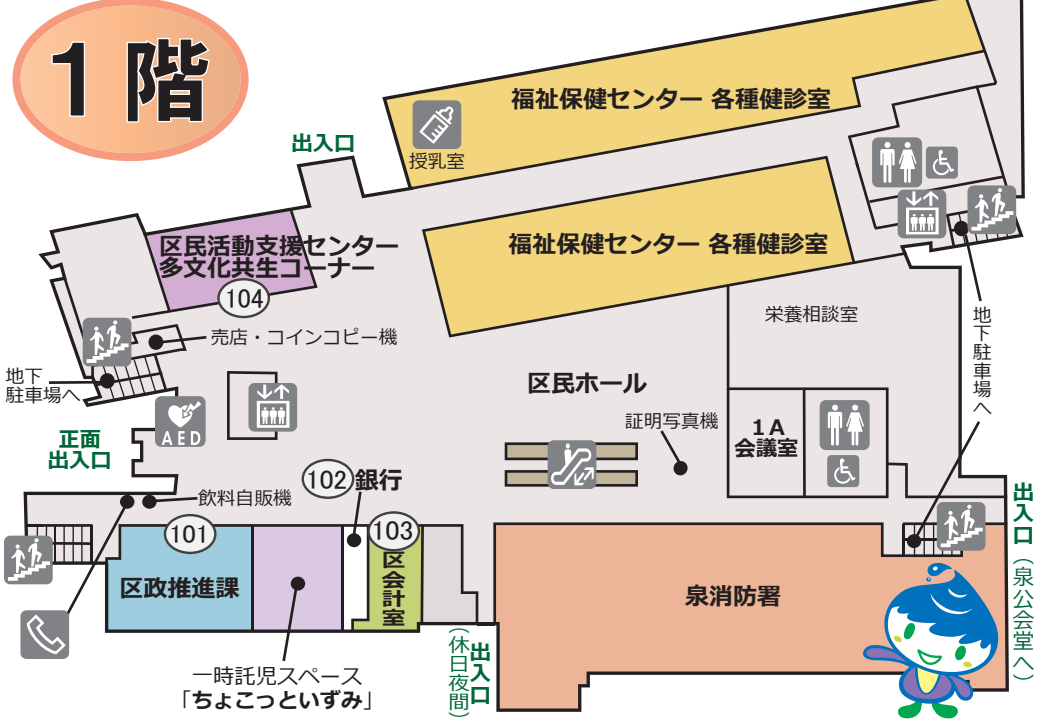 1階
出入口
福祉保健センター 各種健診室
授乳室
区民活動支援センター
多文化共生コーナー
104
福祉保健センター 各種健診室
売店・コインコピー機
地下
駐車場へ
栄養相談室
地下駐車場へ
区民ホール
証明写真機
1A
会議室
AED
正面
出入口
飲料自販機
102 銀行
101
103
区政推進課
区会計室
泉消防署
出入口(泉公会堂へ)
一時託児スペース
「ちょこっといずみ」
出入口
(休日夜間)